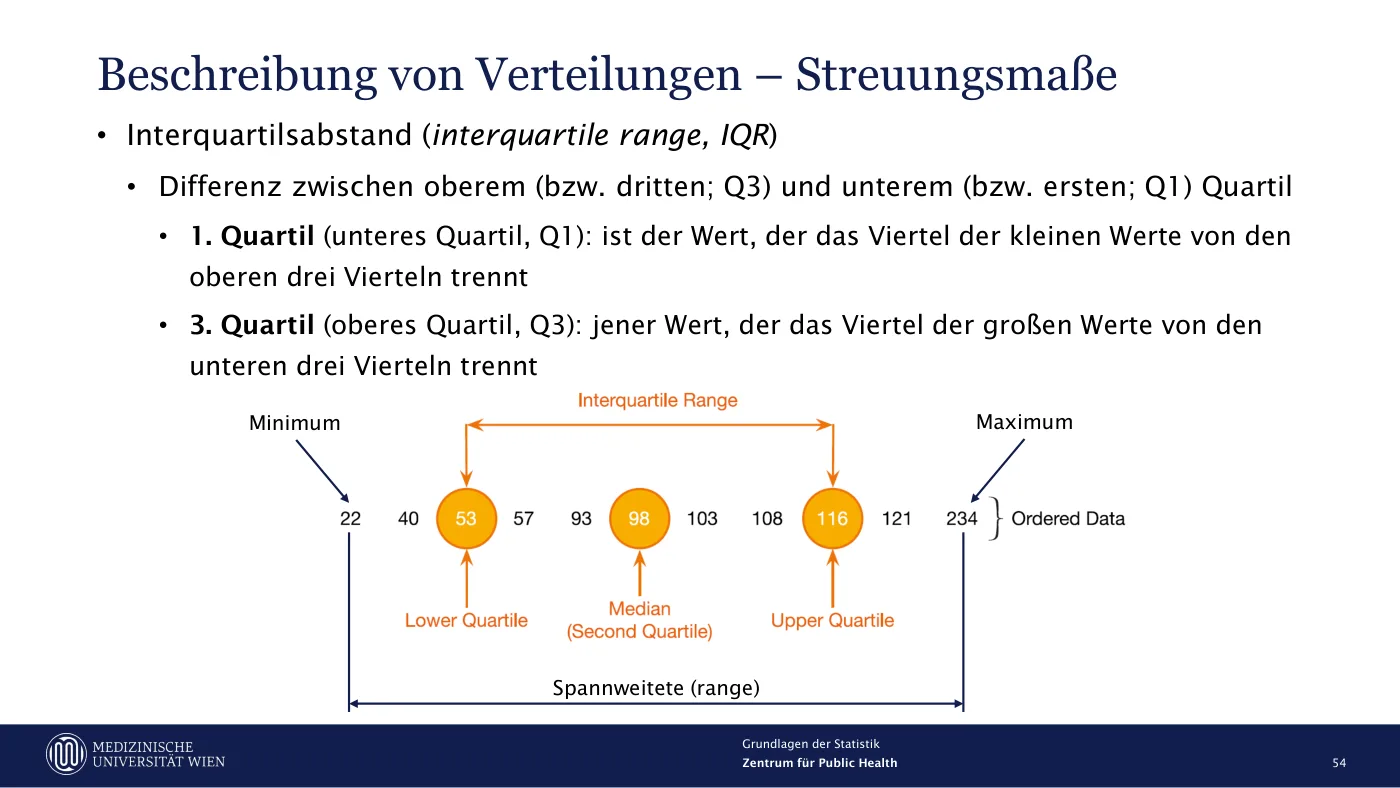 Beschreibung von Verteilungen – Streuungsmaße
• Interquartilsabstand (interquartile range, IQR)
• Differenz zwischen oberem (bzw. dritten; Q3) und unterem (bzw. ersten; Q1) Quartil
• 1. Quartil (unteres Quartil, Q1): ist der Wert, der das Viertel der kleinen Werte von den
oberen drei Vierteln trennt
• 3. Quartil (oberes Quartil, Q3): jener Wert, der das Viertel der großen Werte von den
unteren drei Vierteln trennt
Interquartile Range
Minimum
Maximum
22 40 53 57 93 98 103 108 116 121 234 } Ordered Data
Lower Quartile
Median
(Second Quartile)
Upper Quartile
Spannweitete (range)
MEDIZINISCHE
UNIVERSITÄT WIEN
Grundlagen der Statistik
Zentrum für Public Health
54